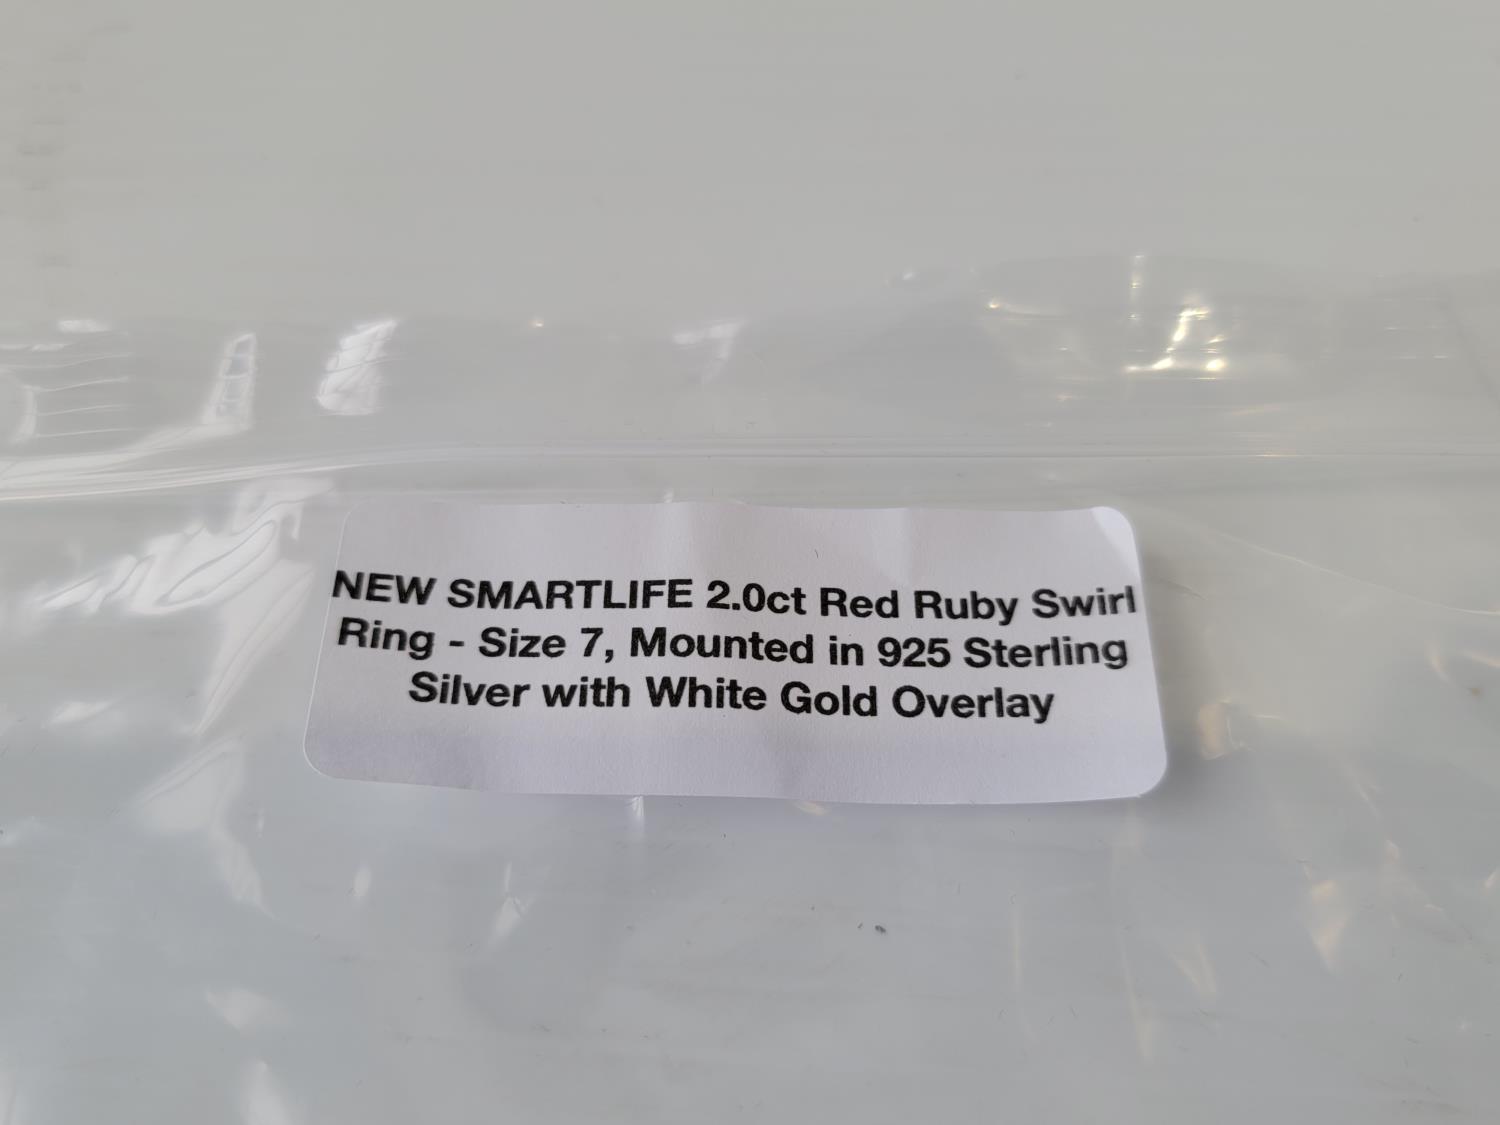 NEW SMARTLIFE 2.0ct Red Ruby Swirl
Ring - Size 7, Mounted in 925 Sterling
Silver with White Gold Overlay